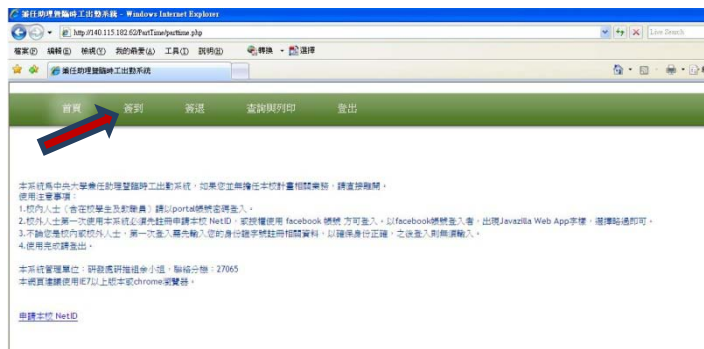 兼任助理暨臨時工出勤系統 - Windows Internet Explorer
http://140.115.182.62/PartTime/parttime.php
Live Search
檔案(F) 編輯(E) 檢視(V) 我的最愛(A) 工具(T) 說明(H) 轉換 選擇
兼任助理暨臨時工出勤系統
首頁 簽到 簽退 查詢與列印 登出
本系統爲中央大學兼任助理暨臨時工出勤系統,如果您並無擔任本校計畫相關業務,請直接離開。
使用注意事項:
1.校內人士(含在校學生及教職員)請以portal帳號密碼登入。
2.校外人士第一次使用本系統必須先註冊申請本校 NetID,或授權使用 facebook 帳號 方可登入。以facebook帳號登入者,出現Javazilla Web App字樣,選擇略過即可。
3.不論您是校內或校外人士,第一次登入需先輸入您的身份證字號註冊相關資料,以確保身份正確,之後登入則無須輸入。
4.使用完成請登出。
本系統管理單位:研發處研推組余小姐,聯絡分機:27065
本網頁建議使用IE7以上版本或chrome瀏覽器。
申請本校 NetID